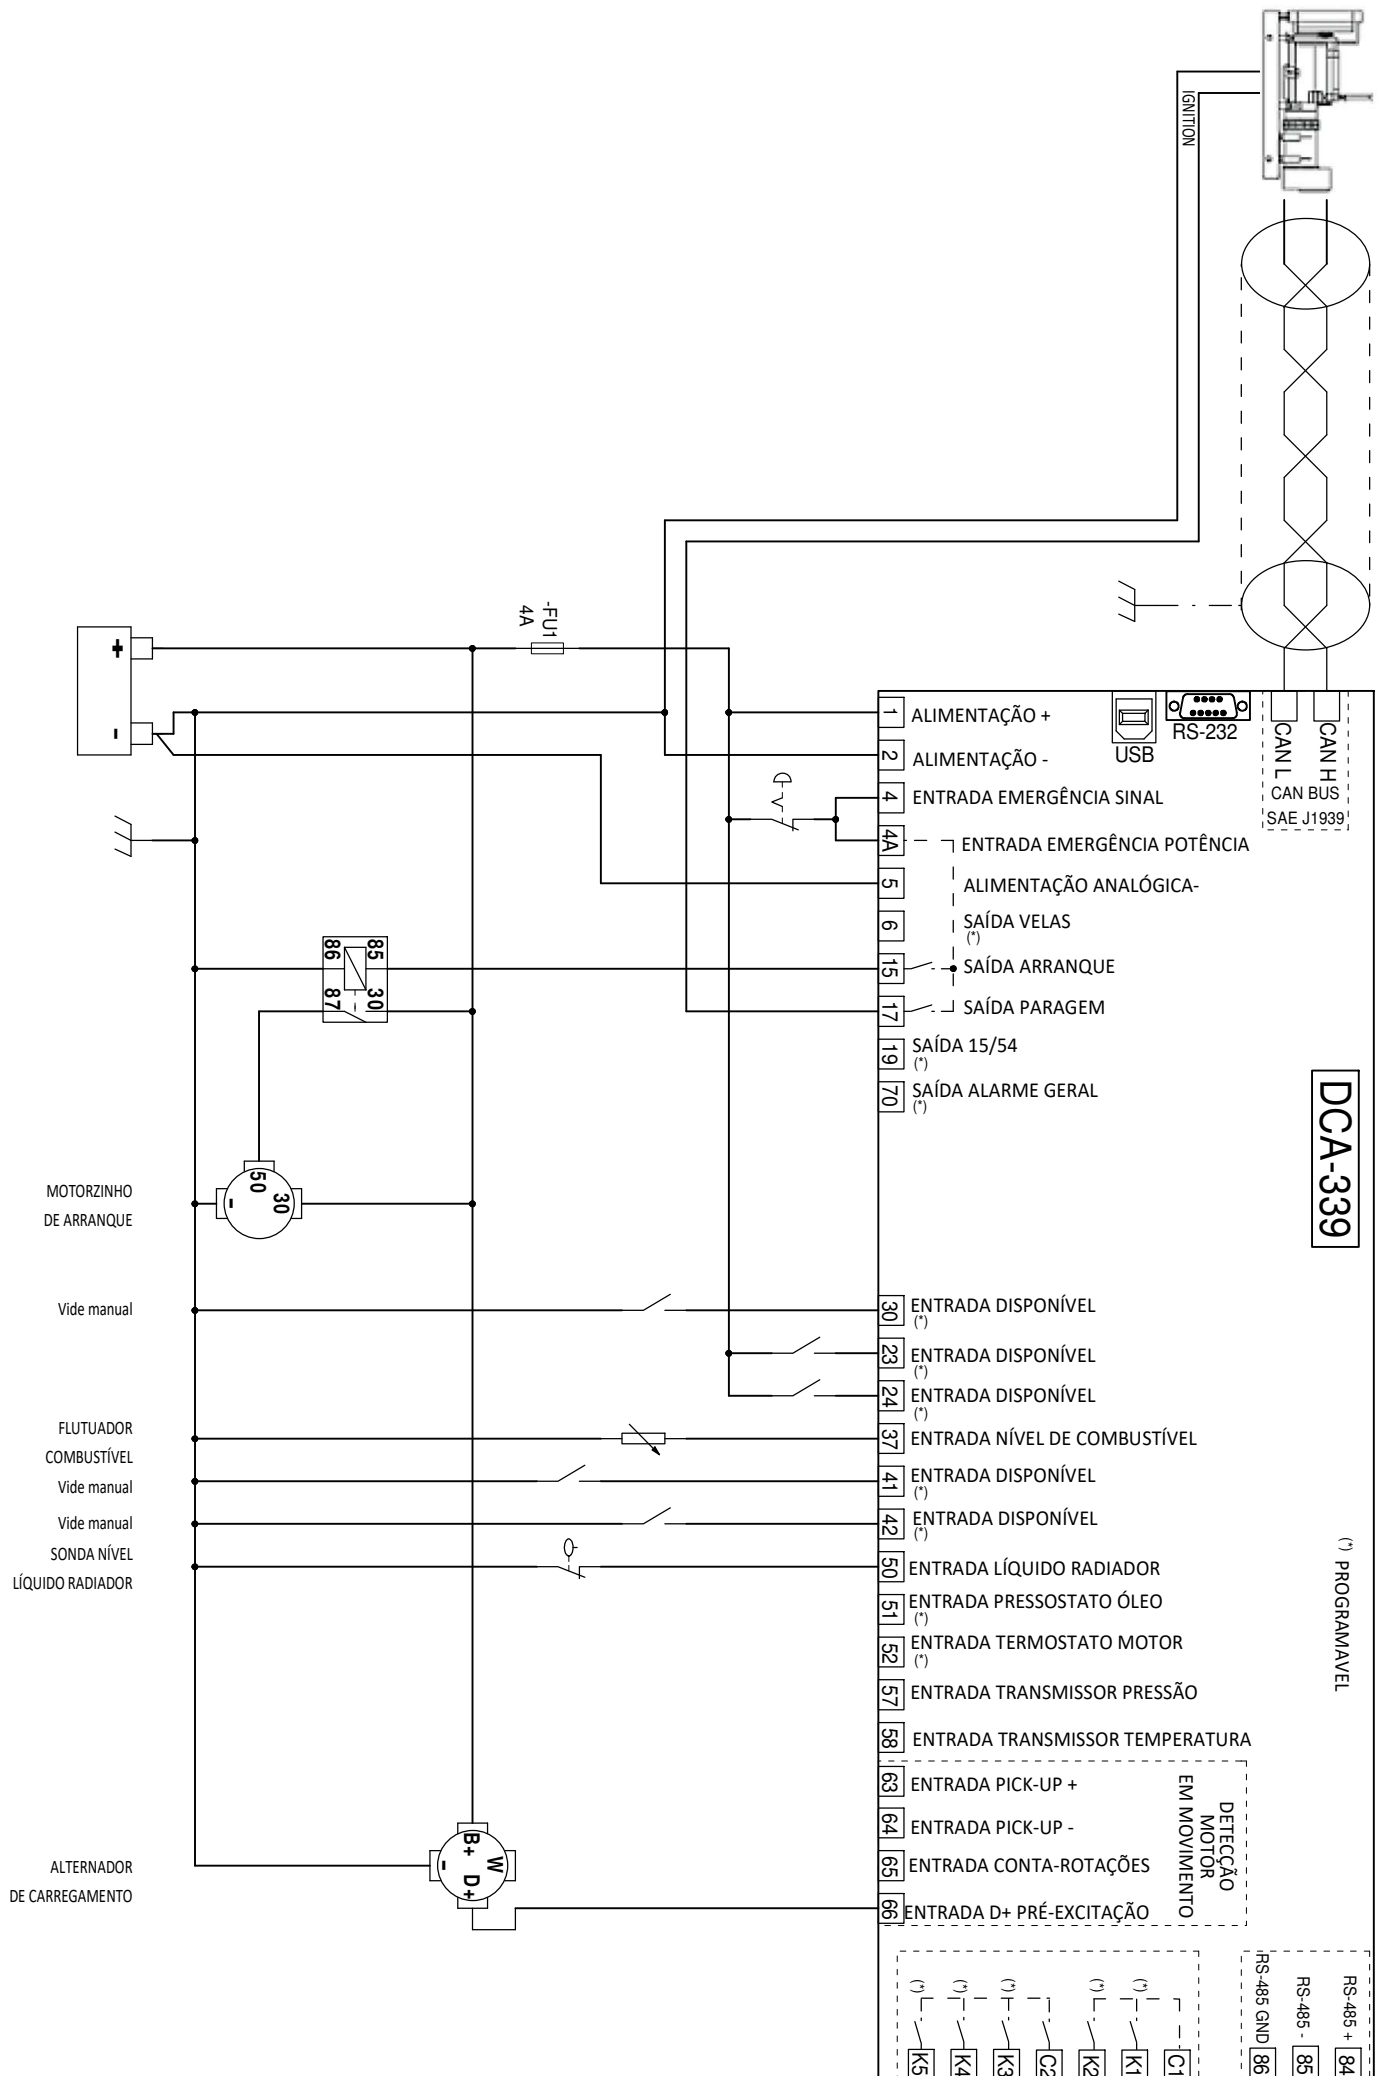 IGNITION
-FU1
4A
+
-
1 ALIMENTAÇÃO +
2 ALIMENTAÇÃO -
4 ENTRADA EMERGÊNCIA SINAL
4A ENTRADA EMERGÊNCIA POTÊNCIA
5 ALIMENTAÇÃO ANALÓGICA-
6 SAÍDA VELAS
(*)
15 SAÍDA ARRANQUE
17 SAÍDA PARAGEM
19 SAÍDA 15/54
(*)
70 SAÍDA ALARME GERAL
(*)
USB
RS-232
CAN L
CAN H
CAN BUS
SAE J1939
86 85
87 30
DCA-339
MOTORZINHO
DE ARRANQUE
50
30
-
Vide manual
30 ENTRADA DISPONÍVEL
(*)
23 ENTRADA DISPONÍVEL
(*)
24 ENTRADA DISPONÍVEL
(*)
FLUTUADOR
COMBUSTÍVEL
37 ENTRADA NÍVEL DE COMBUSTÍVEL
Vide manual
41 ENTRADA DISPONÍVEL
(*)
Vide manual
42 ENTRADA DISPONÍVEL
(*)
SONDA NÍVEL
LÍQUIDO RADIADOR
50 ENTRADA LÍQUIDO RADIADOR
51 ENTRADA PRESSOSTATO ÓLEO
(*)
52 ENTRADA TERMOSTATO MOTOR
(*)
57 ENTRADA TRANSMISSOR PRESSÃO
58 ENTRADA TRANSMISSOR TEMPERATURA
(*) PROGRAMAVEL
63 ENTRADA PICK-UP +
64 ENTRADA PICK-UP -
65 ENTRADA CONTA-ROTAÇÕES
66 ENTRADA D+ PRÉ-EXCITAÇÃO
DETECÇÃO
MOTOR
EM MOVIMENTO
ALTERNADOR
DE CARREGAMENTO
B+
W
-
D+
(*) (*) (*) (*) (*)
K5 K4 K3 C2 K2 K1 C1
RS-485 GND 86
RS-485 - 85
RS-485 + 84